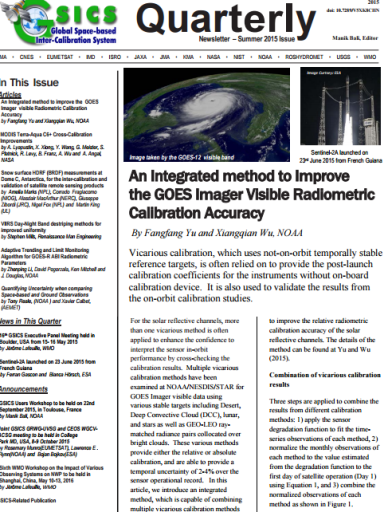 GSICS
Global Space-based
Inter-Calibration System
Quarterly
Newsletter – Summer 2015 Issue
2015
Manik Bali, Editor
MA • CNES • EUMETSAT • IMD • ISRO • JAXA • JMA • KMA • NASA • NIST • NOAA • ROSHYDROMET • USGS • WMO
In This Issue
Articles
An Integrated method to improve the GOES
Imager visible Radiometric Calibration
Accuracy
by Fangfang Yu and Xiangqian Wu, NOAA
MODIS Terra-Aqua C6+ Cross-Calibration
Improvements
by A. Lyapustin, X. Xiong, Y. Wang, G. Meister, S.
Platnick, R. Levy, B. Franz, A. Wu and A. Angal,
NASA
Snow surface HDRF (BRDF) measurements at
Dome C, Antarctica, for the inter-calibration and
validation of satellite remote sensing products
by Amelia Marks (NERC), Corrado Fragiacomo
(MOG), Alasdair MacArthur (NERC), Giuseppe
Zibordi (JRC), Nigel Fox (NPL) and Martin King
(UL)
VIIRS Day-Night Band destriping methods for
improved uniformity
by Stephen Mills, Renaissance Man Engineering
Adaptive Trending and Limit Monitoring
Algorithm for GOES-R ABI Radiometric
Parameters
by Zhenping Li, David Pogorzala, Ken Mitchell and
J. Douglas, NOAA
Quantifying Uncertainty when comparing
Space-based and Ground Observations
by Tony Reale, (NOAA) and Xavier Calbet,
(AEMET)
News in This Quarter
GSICS Executive Panel Meeting held in
Boulder, USA from 15-16 May 2015
by Jérôme Lafeuille, WMO
Sentinel-2A launched on 23 June 2015 from
French Guiana
by Ferran Gascon and Bianca Hörsch, ESA
Announcements
GSICS Users Workshop to be held on 22nd
September 2015, in Toulouse, France
by Manik Bali, NOAA
Joint GSICS GRWG-UVSG and CEOS WGCV-
ACSG meeting to be held in College
Park MD, USA, 8-9 October 2015
by Rosemary Munro(EUMETSAT), Lawrence E.
Flynn(NOAA) and Bojan Bojkov(ESA)
Sixth WMO Workshop on the Impact of Various
Observing Systems on NWP to be held in
Shanghai, China, May 10-13, 2016
by Jérôme Lafeuille, WMO
GSICS-Related Publication
Image taken by the GOES-12 visible band
Image Curtesy: ESA
Sentinel-2A launched on
23rd June 2015 from French Guiana
An Integrated method to Improve
the GOES Imager Visible Radiometric
Calibration Accuracy
By Fangfang Yu and Xiangqian Wu, NOAA
Vicarious calibration, which uses not-on-orbit temporally stable
reference targets, is often relied on to provide the post-launch
calibration coefficients for the instruments without on-board
calibration device. It is also used to validate the results from
the on-orbit calibration studies.
For the solar reflective channels, more
than one vicarious method is often
applied to enhance the confidence to
interpret the sensor in-orbit
performance by cross-checking the
calibration results. Multiple vicarious
calibration methods have been
examined at NOAA/NESDIS/STAR for
GOES Imager visible data using
various stable targets including Desert,
Deep Convective Cloud (DCC), lunar,
and stars as well as GEO-LEO ray-
matched radiance pairs collocated over
bright clouds. These various methods
provide either the relative or absolute
calibration, and are able to provide a
temporal uncertainty of 2-4% over the
sensor operational record. In this
article, we introduce an integrated
method, which is capable of combining
multiple vicarious calibration methods
to improve the relative radiometric
calibration accuracy of the solar
reflective channels. The details of the
method can be found at Yu and Wu
(2015).
Combination of vicarious calibration
results
Three steps are applied to combine the
results from different calibration
methods: 1) apply the sensor
degradation function to fit the time-
series observations of each method, 2)
normalize the monthly observations of
each method to the value estimated
from the degradation function to the
first day of satellite operation (Day 1)
using Equation 1, and 3) combine the
normalized observations of each
method as shown in Figure 1.